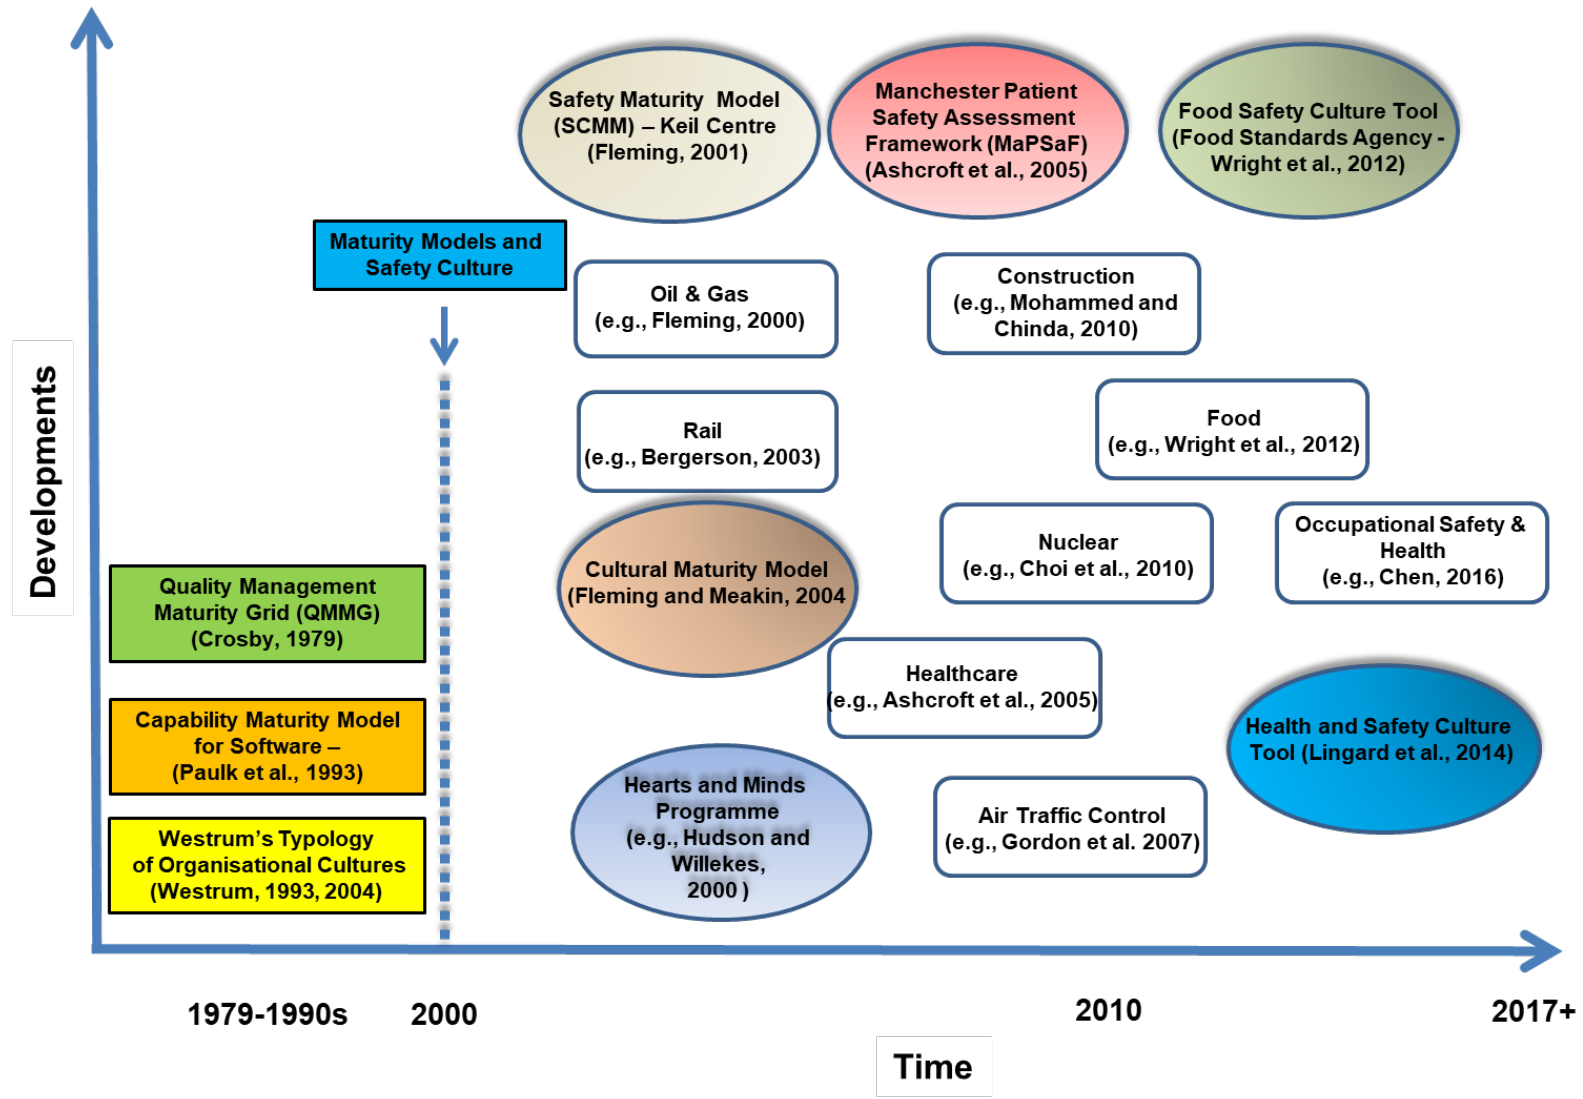 Safety Maturity Model
(SCMM) – Keil Centre
(Fleming, 2001)
Manchester Patient
Safety Assessment
Framework (MaPSaF)
(Ashcroft et al., 2005)
Food Safety Culture Tool
(Food Standards Agency -
Wright et al., 2012)
Maturity Models and
Safety Culture
Oil & Gas
(e.g., Fleming, 2000)
Construction
(e.g., Mohammed and
Chinda, 2010)
Rail
(e.g., Bergerson, 2003)
Food
(e.g., Wright et al., 2012)
Developments
Quality Management
Maturity Grid (QMMG)
(Crosby, 1979)
Cultural Maturity Model
(Fleming and Meakin, 2004
Nuclear
(e.g., Choi et al., 2010)
Occupational Safety &
Health
(e.g., Chen, 2016)
Healthcare
(e.g., Ashcroft et al., 2005)
Capability Maturity Model
for Software –
(Paulk et al., 1993)
Health and Safety Culture
Tool (Lingard et al., 2014)
Hearts and Minds
Programme
(e.g., Hudson and
Willekes,
2000 )
Air Traffic Control
(e.g., Gordon et al. 2007)
Westrum's Typology
of Organisational Cultures
(Westrum, 1993, 2004)
1979-1990s
2000
2010
2017+
Time